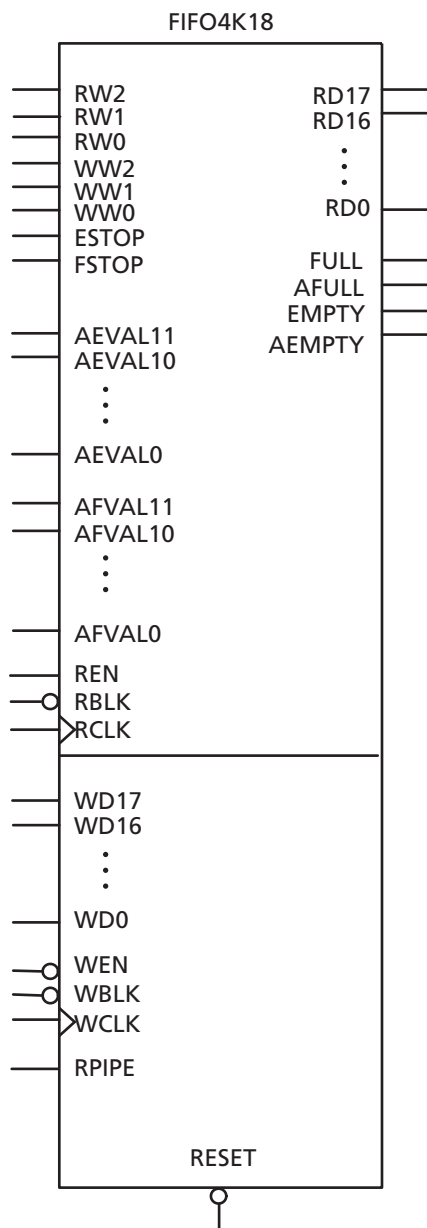 FIFO4K18
RW2
RW1
RW0
WW2
WW1
WW0
ESTOP
FSTOP
AEVAL11
AEVAL10
AEVAL0
AFVAL11
AFVAL10
AFVAL0
REN
RBLK
RCLK
RD17
RD16
RD0
FULL
AFULL
EMPTY
AEMPTY
WD17
WD16
WD0
WEN
WBLK
WCLK
RPIPE
RESET